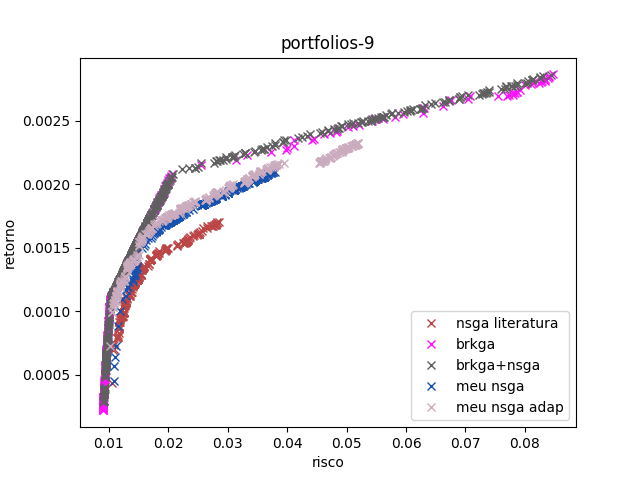 portfolios-9
retorno
0.0025
0.0020
0.0015
0.0010
0.0005
0.01 0.02 0.03 0.04 0.05 0.06 0.07 0.08
risco
nsga literatura
brkga
brkga+nsga
meu nsga
meu nsga adap